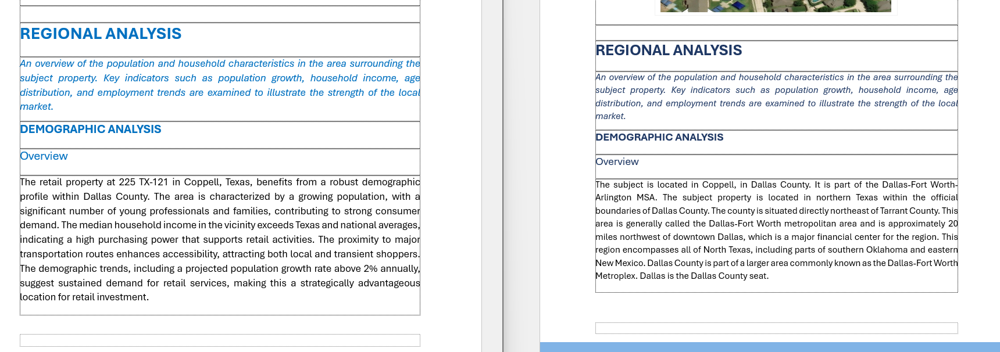 REGIONAL ANALYSIS
An overview of the population and household characteristics in the area surrounding the
subject property. Key indicators such as population growth, household income, age
distribution, and employment trends are examined to illustrate the strength of the local
market.
DEMOGRAPHIC ANALYSIS
Overview
The retail property at 225 TX-121 in Coppell, Texas, benefits from a robust demographic
profile within Dallas County. The area is characterized by a growing population, with a
significant number of young professionals and families, contributing to strong consumer
demand. The median household income in the vicinity exceeds Texas and national averages,
indicating a high purchasing power that supports retail activities. The proximity to major
transportation routes enhances accessibility, attracting both local and transient shoppers.
The demographic trends, including a projected population growth rate above 2% annually,
suggest sustained demand for retail services, making this a strategically advantageous
location for retail investment.
REGIONAL ANALYSIS
An overview of the population and household characteristics in the area surrounding the
subject property. Key indicators such as population growth, household income, age
distribution, and employment trends are examined to illustrate the strength of the local
market.
DEMOGRAPHIC ANALYSIS
Overview
The subject is located in Coppell, in Dallas County. It is part of the Dallas-Fort Worth-
Arlington MSA. The subject property is located in northern Texas within the official
boundaries of Dallas County. The county is situated directly northeast of Tarrant County. This
area is generally called the Dallas-Fort Worth metropolitan area and is approximately 20
miles northwest of downtown Dallas, which is a major financial center for the region. This
region encompasses all of North Texas, including parts of southern Oklahoma and eastern
New Mexico. Dallas County is part of a larger area commonly known as the Dallas-Fort Worth
Metroplex. Dallas is the Dallas County seat.